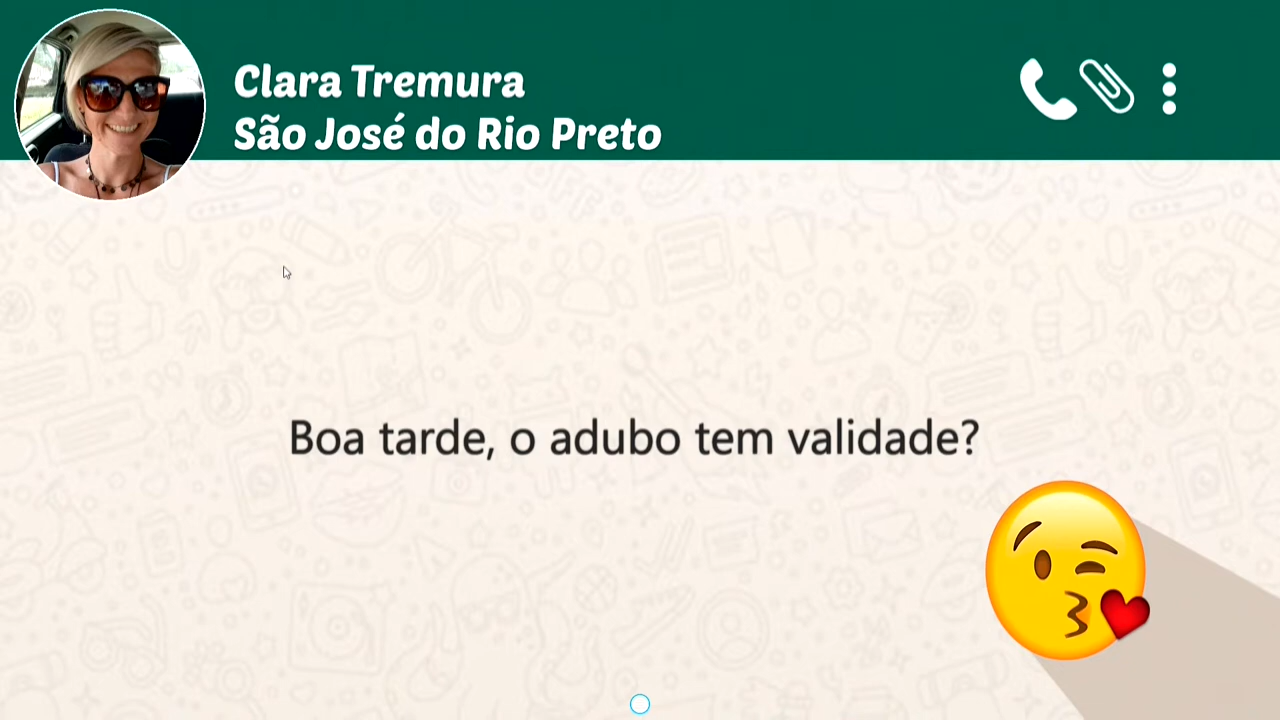 Clara Tremura
São José do Rio Preto
Boa tarde, o adubo tem validade?